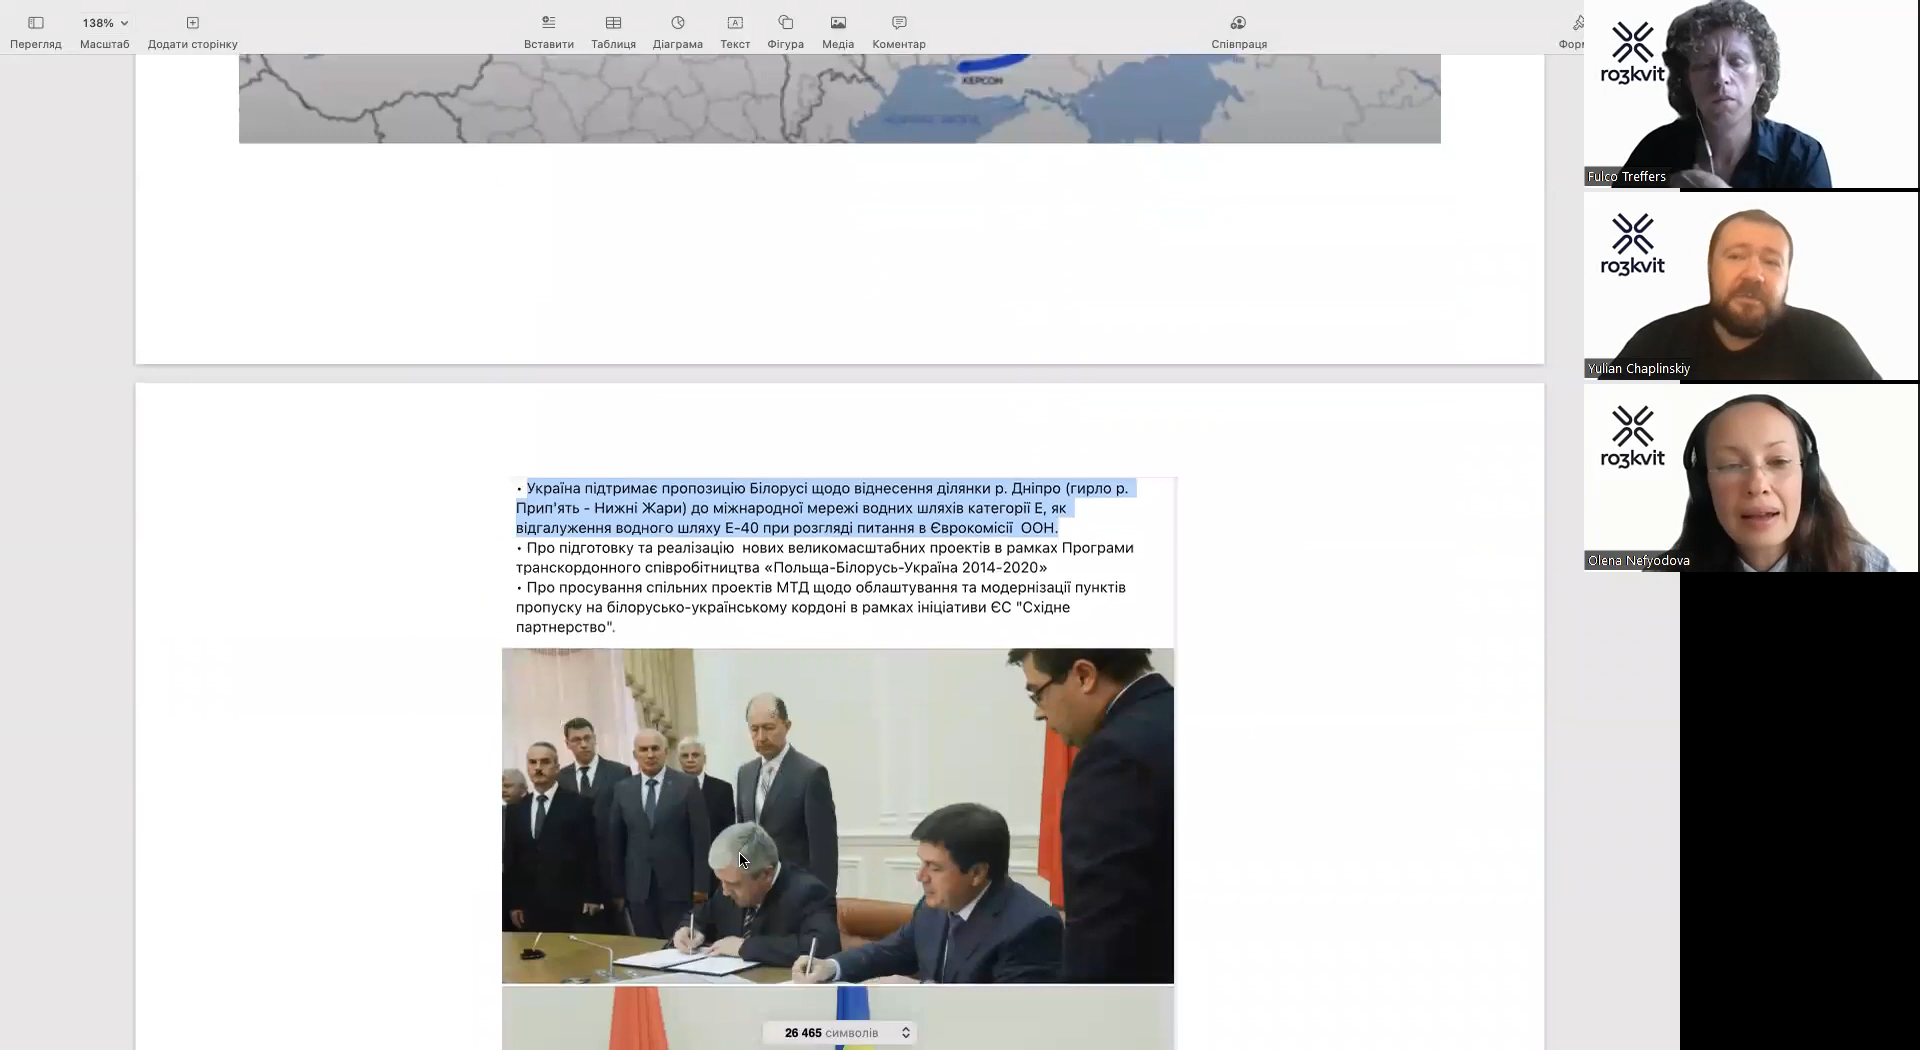 138%
Перегляд
Масштаб
Додати сторінку
Вставити
Таблиця
Діаграма
Текст
Фігура
Медіа
Коментар
Співпраця
ХЕРСОН
• Україна підтримає пропозицію Білорусі щодо віднесення ділянки р. Дніпро (гирло р.
Прип'ять - Нижні Жари) до міжнародної мережі водних шляхів категорії Е, як
відгалуження водного шляху Е-40 при розгляді питання в Єврокомісії ООН.
• Про підготовку та реалізацію нових великомасштабних проектів в рамках Програми
транскордонного співробітництва «Польща-Білорусь-Україна 2014-2020»
• Про просування спільних проектів МТД щодо облаштування та модернізації пунктів
пропуску на білорусько-українському кордоні в рамках ініціативи ЄС "Східне
партнерство".
26 465 символів
ro3kvit
Fulco Treffers
ro3kvit
Yulian Chaplinskiy
ro3kvit
Olena Nefyodova